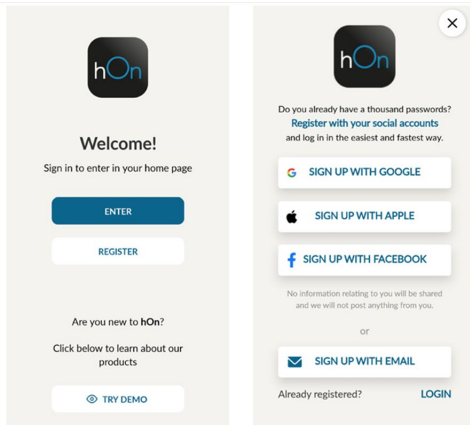 hOn
Welcome!
Sign in to enter in your home page
ENTER
REGISTER
Are you new to hOn?
Click below to learn about our
products
TRY DEMO
hOn
Do you already have a thousand passwords?
Register with your social accounts
and log in in the easiest and fastest way.
SIGN UP WITH GOOGLE
SIGN UP WITH APPLE
SIGN UP WITH FACEBOOK
No information relating to you will be shared
and we will not post anything from you.
or
SIGN UP WITH EMAIL
Already registered? LOGIN